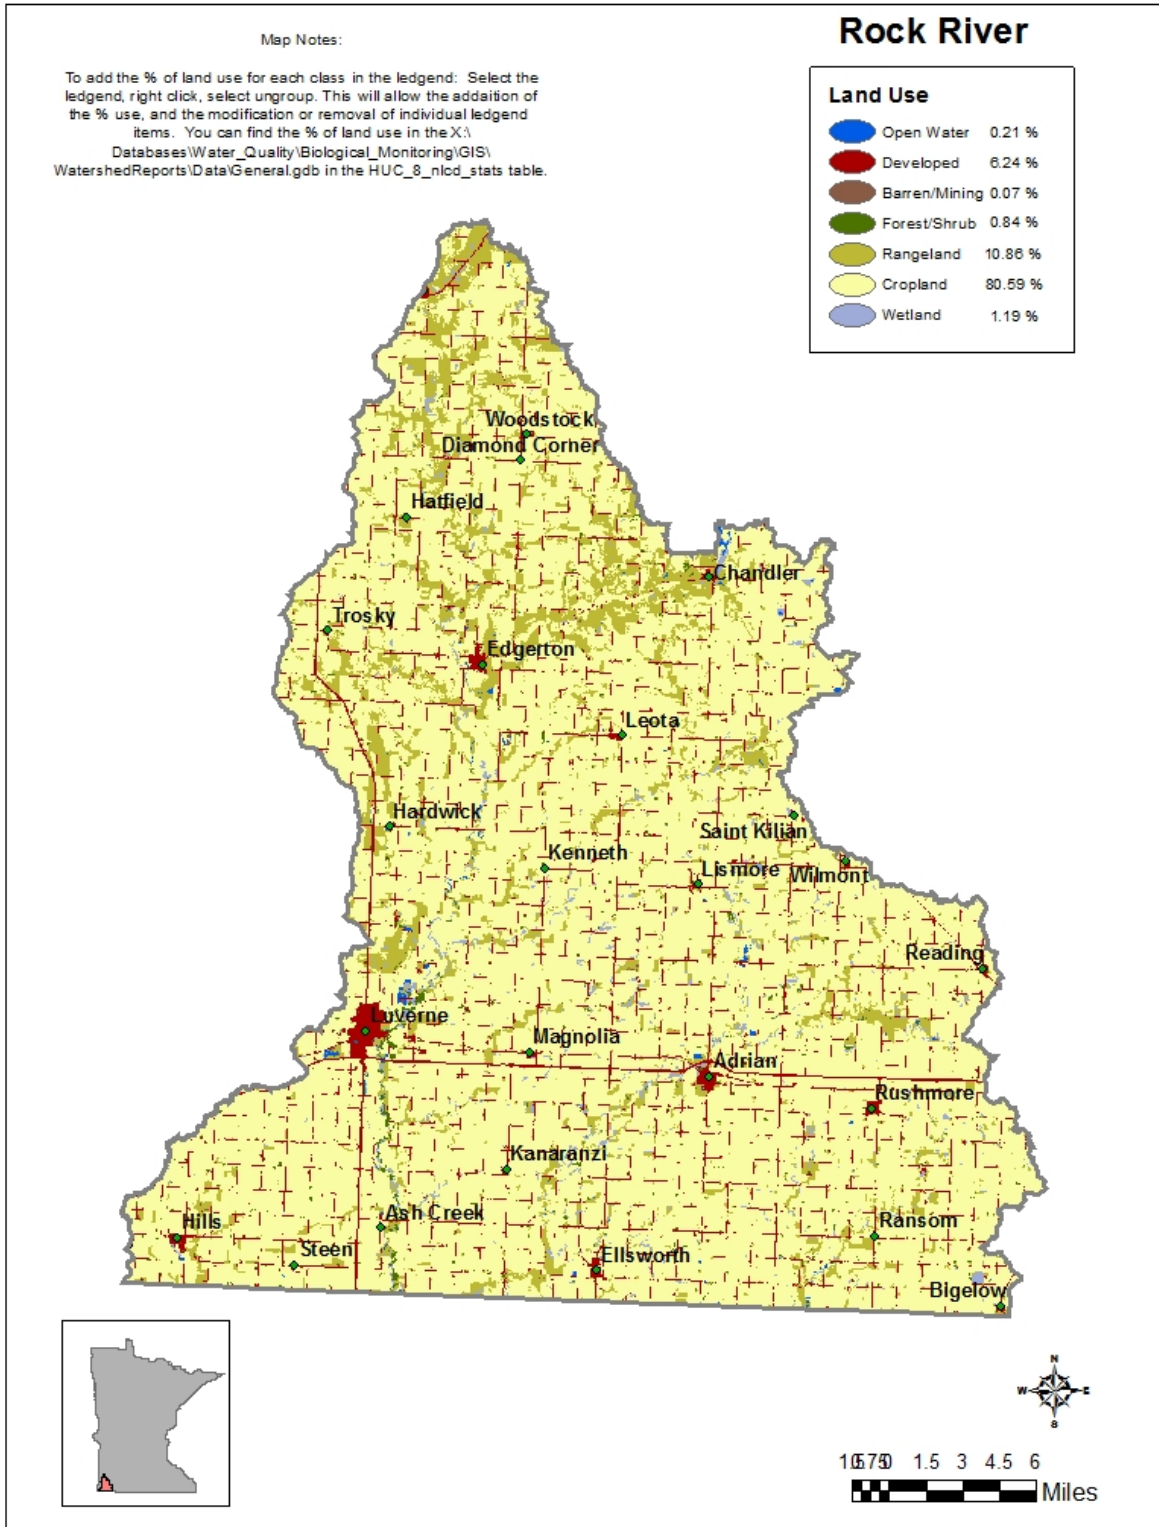 Rock River
Map Notes:
To add the % of land use for each class in the ledgend: Select the
ledgend, right click, select ungroup. This will allow the addaition of
the % use, and the modification or removal of individual ledgend
items. You can find the % of land use in the X:\
Databases\Water_Quality\Biological_Monitoring\GIS\
WatershedReports\Data\General.gdb in the HUC_8_nlcd_stats table.
Land Use
Open Water 0.21 %
Developed 6.24 %
Barren/Mining 0.07 %
Forest/Shrub 0.84 %
Rangeland 10.86 %
Cropland 80.59 %
Wetland 1.19 %
Woodstock
Diamond Corner
Hatfield
Chandler
Trosky
Edgerton
Leota
Hardwick
Saint Kilian
Kenneth
Lismore Wilmont
Reading
Luverne
Magnolia
Adrian
Rushmore
Kanaranzi
Ash Creek
Hills
Ransom
Steen
Ellsworth
Bigelow
N
W E
S
1.5 3 4.5 6
Miles